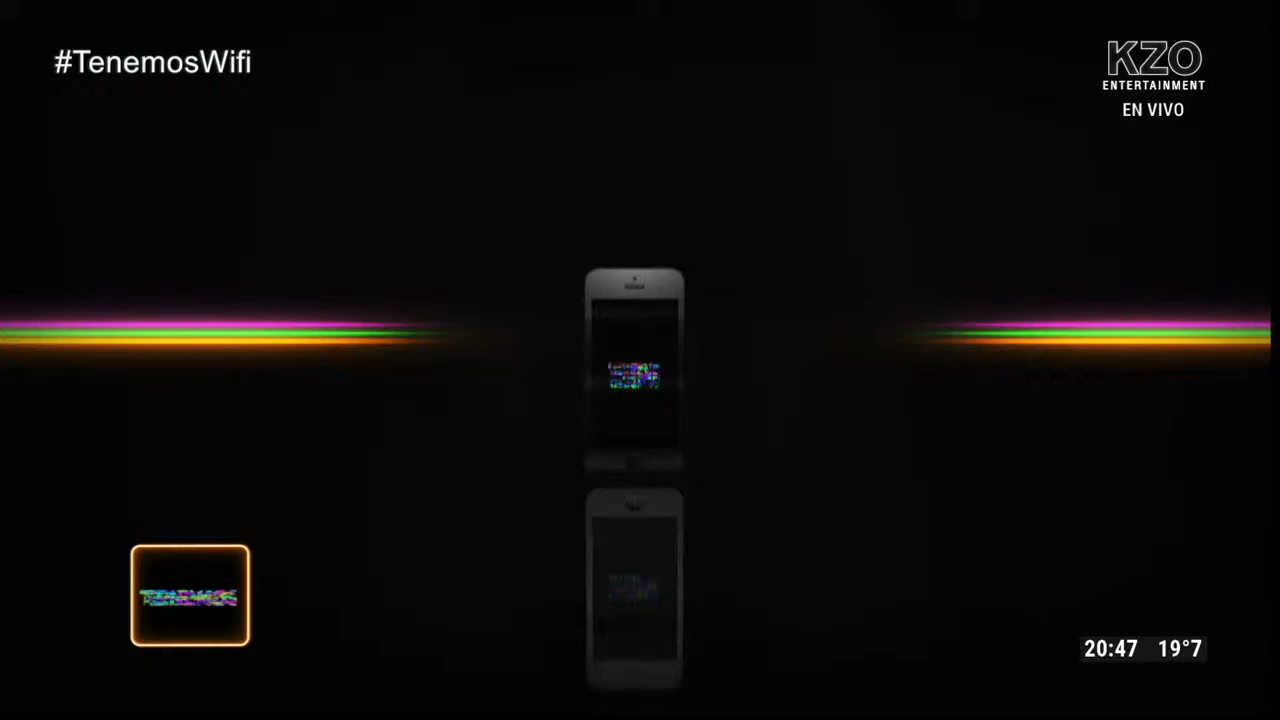 #TenemosWifi
KZO
ENTERTAINMENT
EN VIVO
20:47 19°7